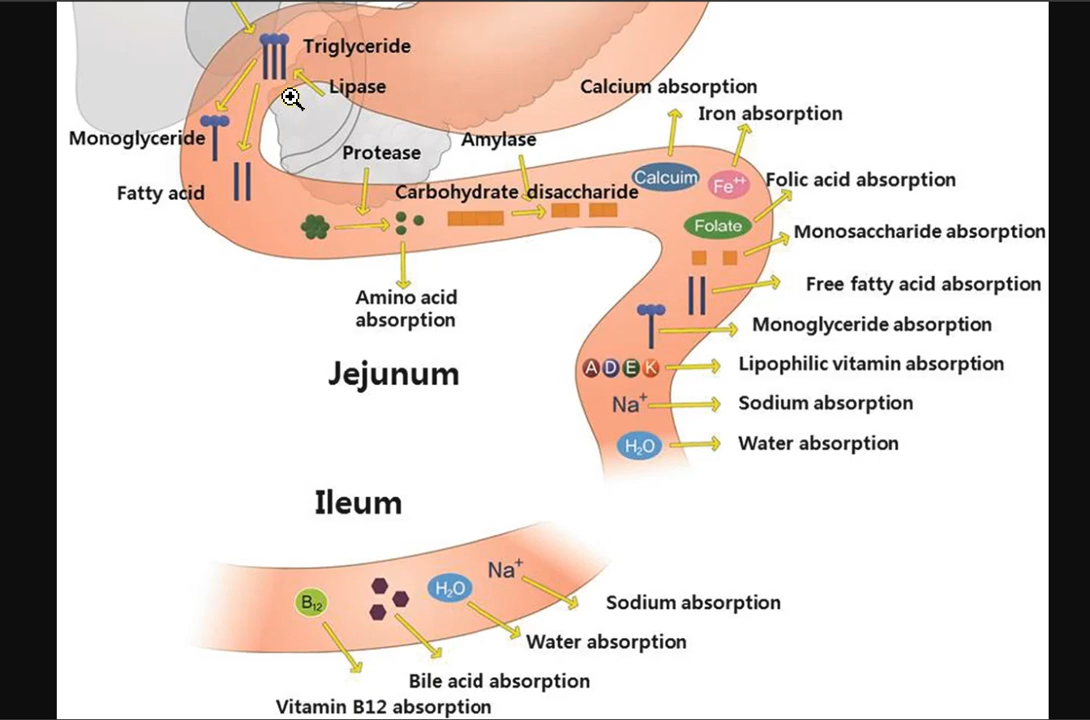 Triglyceride
Lipase
Calcium absorption
Iron absorption
Monoglyceride
Amylase
Protease
Fatty acid
Carbohydrate disaccharide
Calcuim
Fe⁺⁺
Folic acid absorption
Folate
Monosaccharide absorption
Free fatty acid absorption
Amino acid
absorption
Monoglyceride absorption
Jejunum
A D E K
Lipophilic vitamin absorption
Na⁺
Sodium absorption
H₂O
Water absorption
Ileum
B₁₂
H₂O
Na⁺
Sodium absorption
Water absorption
Bile acid absorption
Vitamin B12 absorption